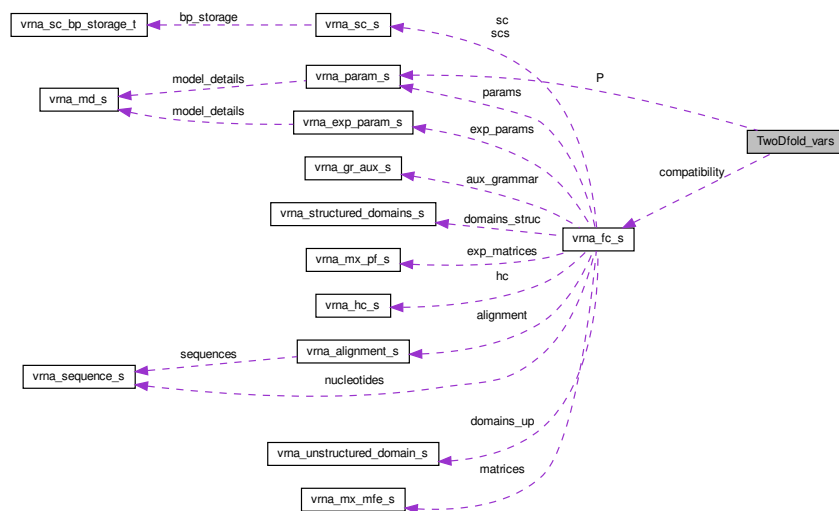 vrna_sc_bp_storage_t
bp_storage
vrna_sc_s
sc
scs
vrna_md_s
model_details
model_details
vrna_param_s
params
P
vrna_exp_param_s
exp_params
TwoDfold_vars
compatibility
vrna_gr_aux_s
aux_grammar
vrna_structured_domains_s
domains_struc
vrna_fc_s
vrna_mx_pf_s
exp_matrices
hc
vrna_hc_s
alignment
vrna_alignment_s
sequences
vrna_sequence_s
nucleotides
domains_up
vrna_unstructured_domain_s
matrices
vrna_mx_mfe_s